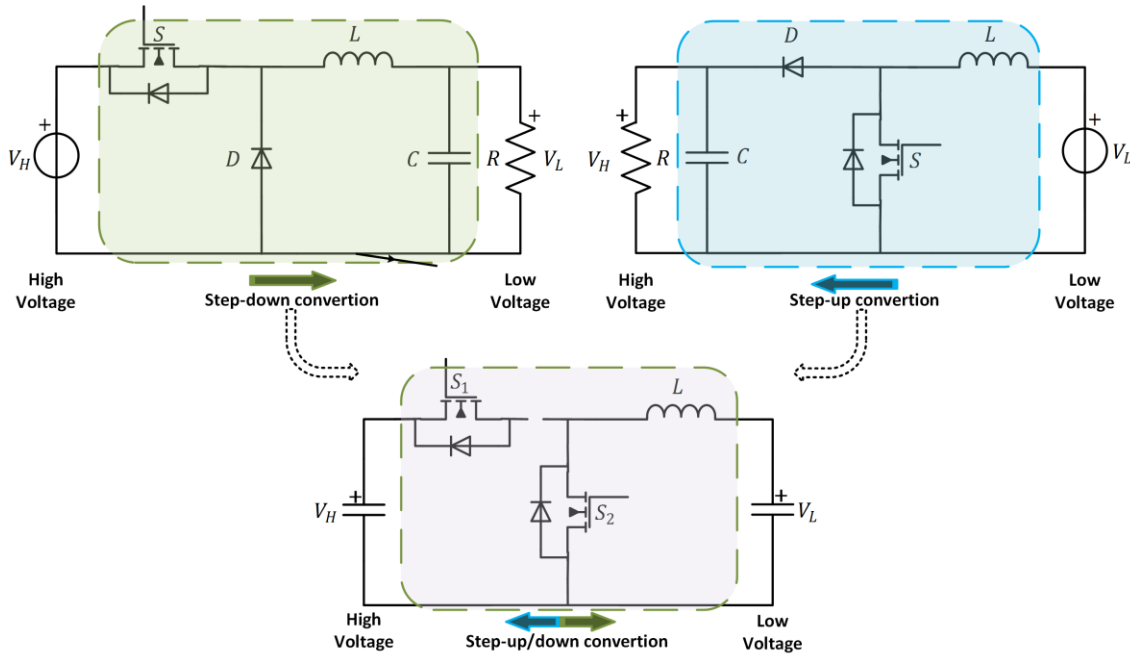 S
L
+
V_H
D
C
R
+
V_L
High
Voltage
Step-down convertion
Low
Voltage
D
L
+
V_H
R
C
S
+
V_L
High
Voltage
Step-up convertion
Low
Voltage
S_1
L
+
V_H
S_2
+
V_L
High
Voltage
Step-up/down convertion
Low
Voltage